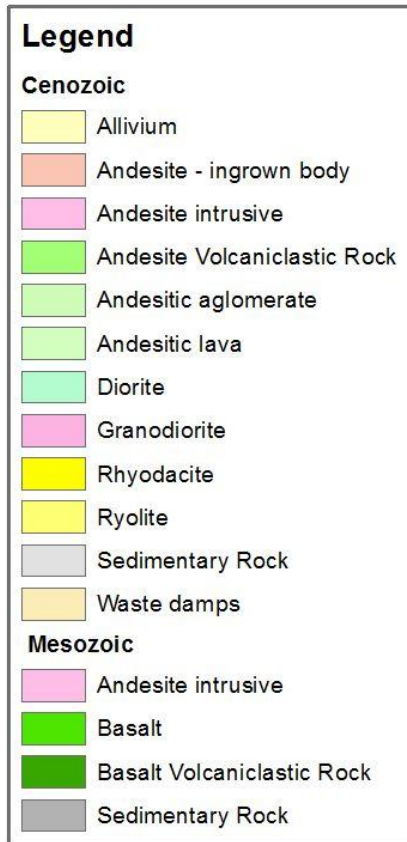 Legend
Cenozoic
Allivium
Andesite - ingrown body
Andesite intrusive
Andesite Volcaniclastic Rock
Andesitic aglomerate
Andesitic lava
Diorite
Granodiorite
Rhyodacite
Ryolite
Sedimentary Rock
Waste damps
Mesozoic
Andesite intrusive
Basalt
Basalt Volcaniclastic Rock
Sedimentary Rock